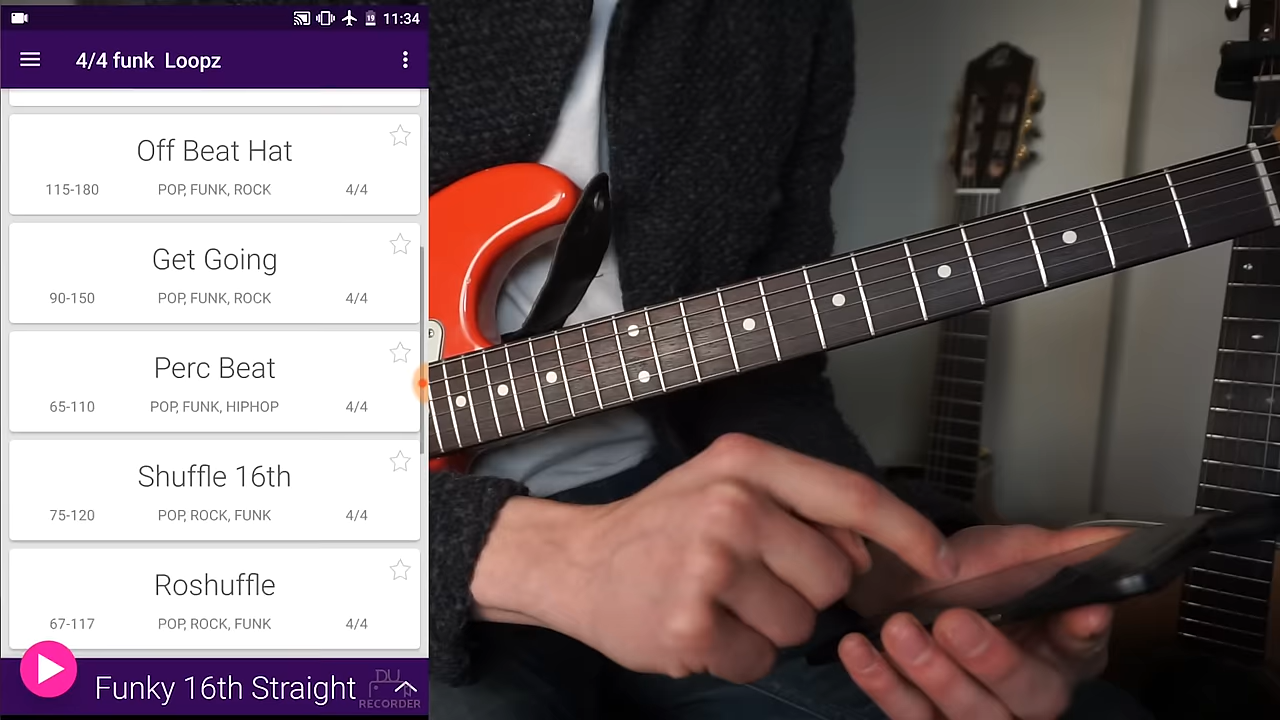 19 11:34
4/4 funk Loopz
Off Beat Hat
115-180 POP, FUNK, ROCK 4/4
Get Going
90-150 POP, FUNK, ROCK 4/4
Perc Beat
65-110 POP, FUNK, HIPHOP 4/4
Shuffle 16th
75-120 POP, ROCK, FUNK 4/4
Roshuffle
67-117 POP, ROCK, FUNK 4/4
Funky 16th Straight
DU
RECORDER